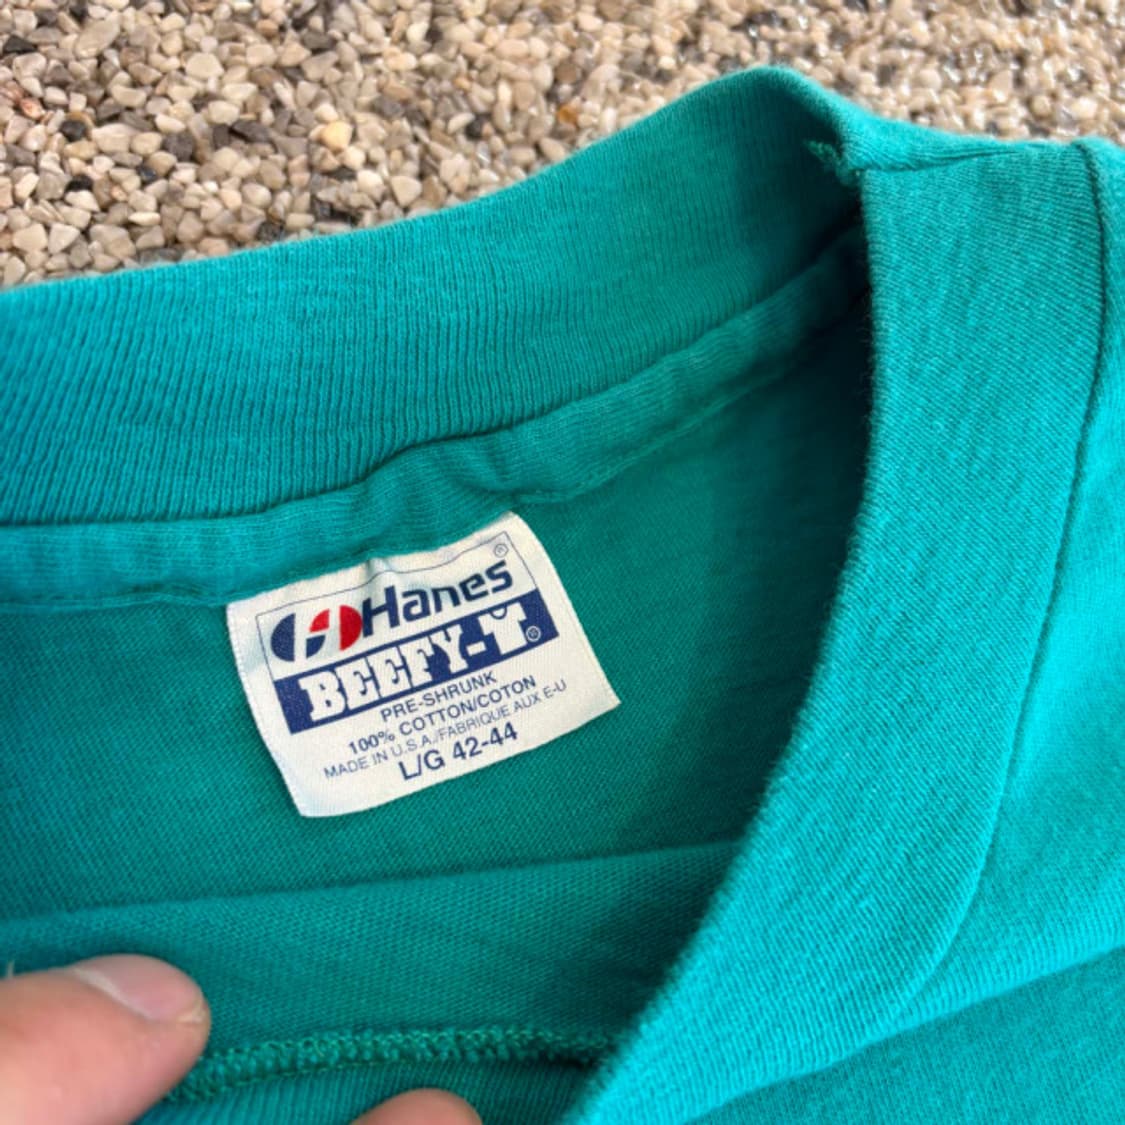 Hanes®
BEEFY-T®
PRE-SHRUNK
100% COTTON/COTON
MADE IN U.S.A./FABRIQUE AUX E-U
L/G 42-44